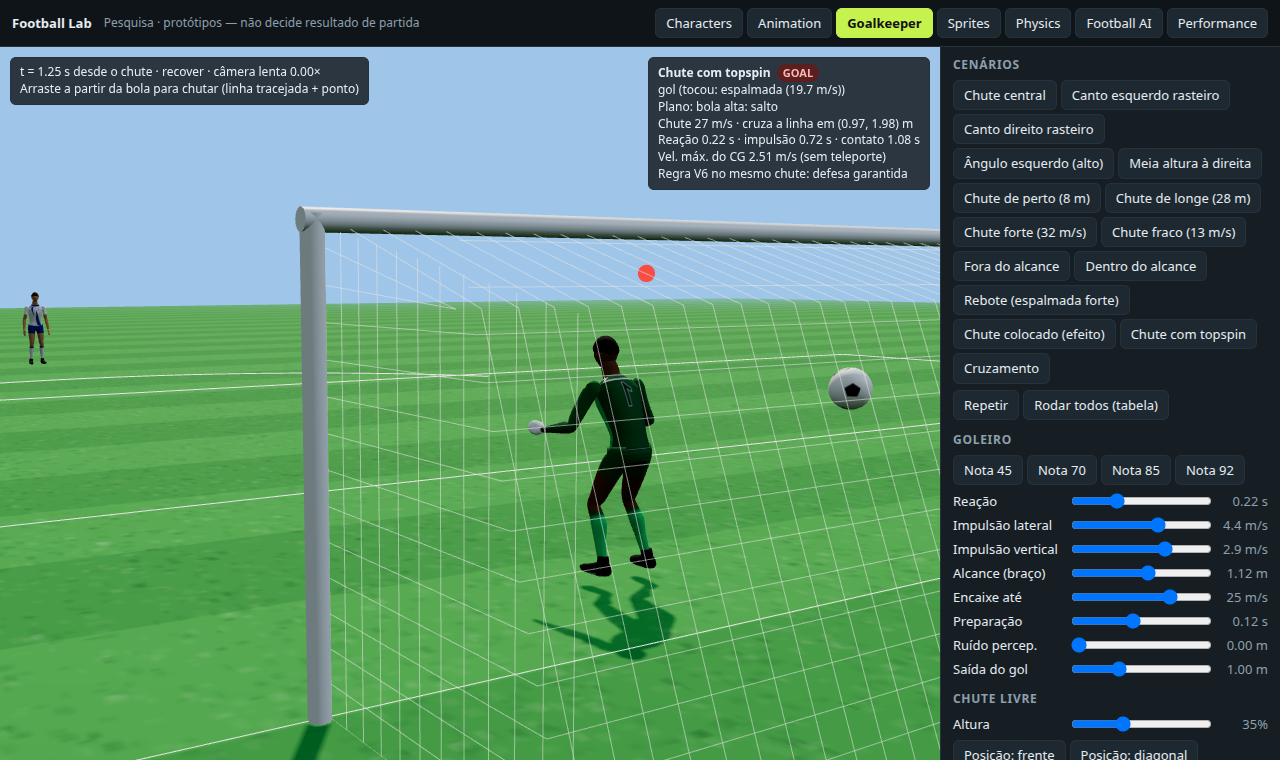 Football Lab
Pesquisa · protótipos — não decide resultado de partida
Characters
Animation
Goalkeeper
Sprites
Physics
Football AI
Performance
t = 1.25 s desde o chute · recover · câmera lenta 0.00×
Arraste a partir da bola para chutar (linha tracejada + ponto)
Chute com topspin GOAL
gol (tocou: espalmada (19.7 m/s))
Plano: bola alta: salto
Chute 27 m/s · cruza a linha em (0.97, 1.98) m
Reação 0.22 s · impulsão 0.72 s · contato 1.08 s
Vel. máx. do CG 2.51 m/s (sem teleporte)
Regra V6 no mesmo chute: defesa garantida
CENÁRIOS
Chute central
Canto esquerdo rasteiro
Canto direito rasteiro
Ângulo esquerdo (alto)
Meia altura à direita
Chute de perto (8 m)
Chute de longe (28 m)
Chute forte (32 m/s)
Chute fraco (13 m/s)
Fora do alcance
Dentro do alcance
Rebote (espalmada forte)
Chute colocado (efeito)
Chute com topspin
Cruzamento
Repetir
Rodar todos (tabela)
GOLEIRO
Nota 45
Nota 70
Nota 85
Nota 92
Reação 0.22 s
Impulsão lateral 4.4 m/s
Impulsão vertical 2.9 m/s
Alcance (braço) 1.12 m
Encaixe até 25 m/s
Preparação 0.12 s
Ruído percep. 0.00 m
Saída do gol 1.00 m
CHUTE LIVRE
Altura 35%
Posição: frente
Posição: diagonal